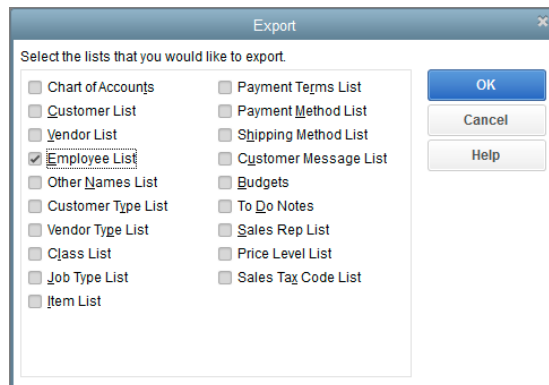 Export
Select the lists that you would like to export.
Chart of Accounts
Customer List
Vendor List
Employee List
Other Names List
Customer Type List
Vendor Type List
Class List
Job Type List
Item List
Payment Terms List
Payment Method List
Shipping Method List
Customer Message List
Budgets
To Do Notes
Sales Rep List
Price Level List
Sales Tax Code List
OK
Cancel
Help